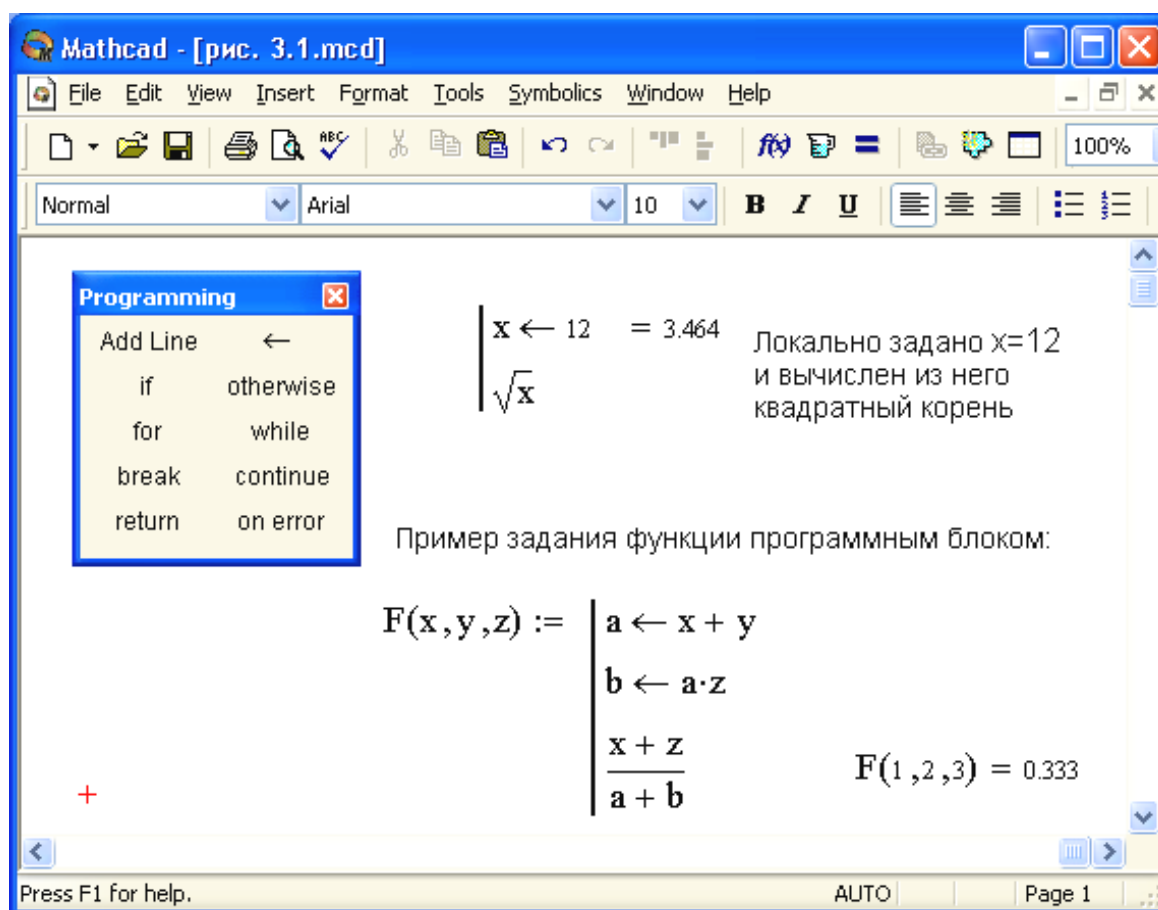 Mathcad - [рис. 3.1.mcd]
File Edit View Insert Format Tools Symbolics Window Help
ABC f(x) 100%
Normal Arial 10 B I U
Programming
Add Line ←
if otherwise
for while
break continue
return on error
x ← 12 = 3.464
√x
Локально задано x=12
и вычислен из него
квадратный корень
Пример задания функции программным блоком:
F(x,y,z) := a ← x + y
b ← a·z
x + z
a + b
F(1,2,3) = 0.333
Press F1 for help. AUTO Page 1